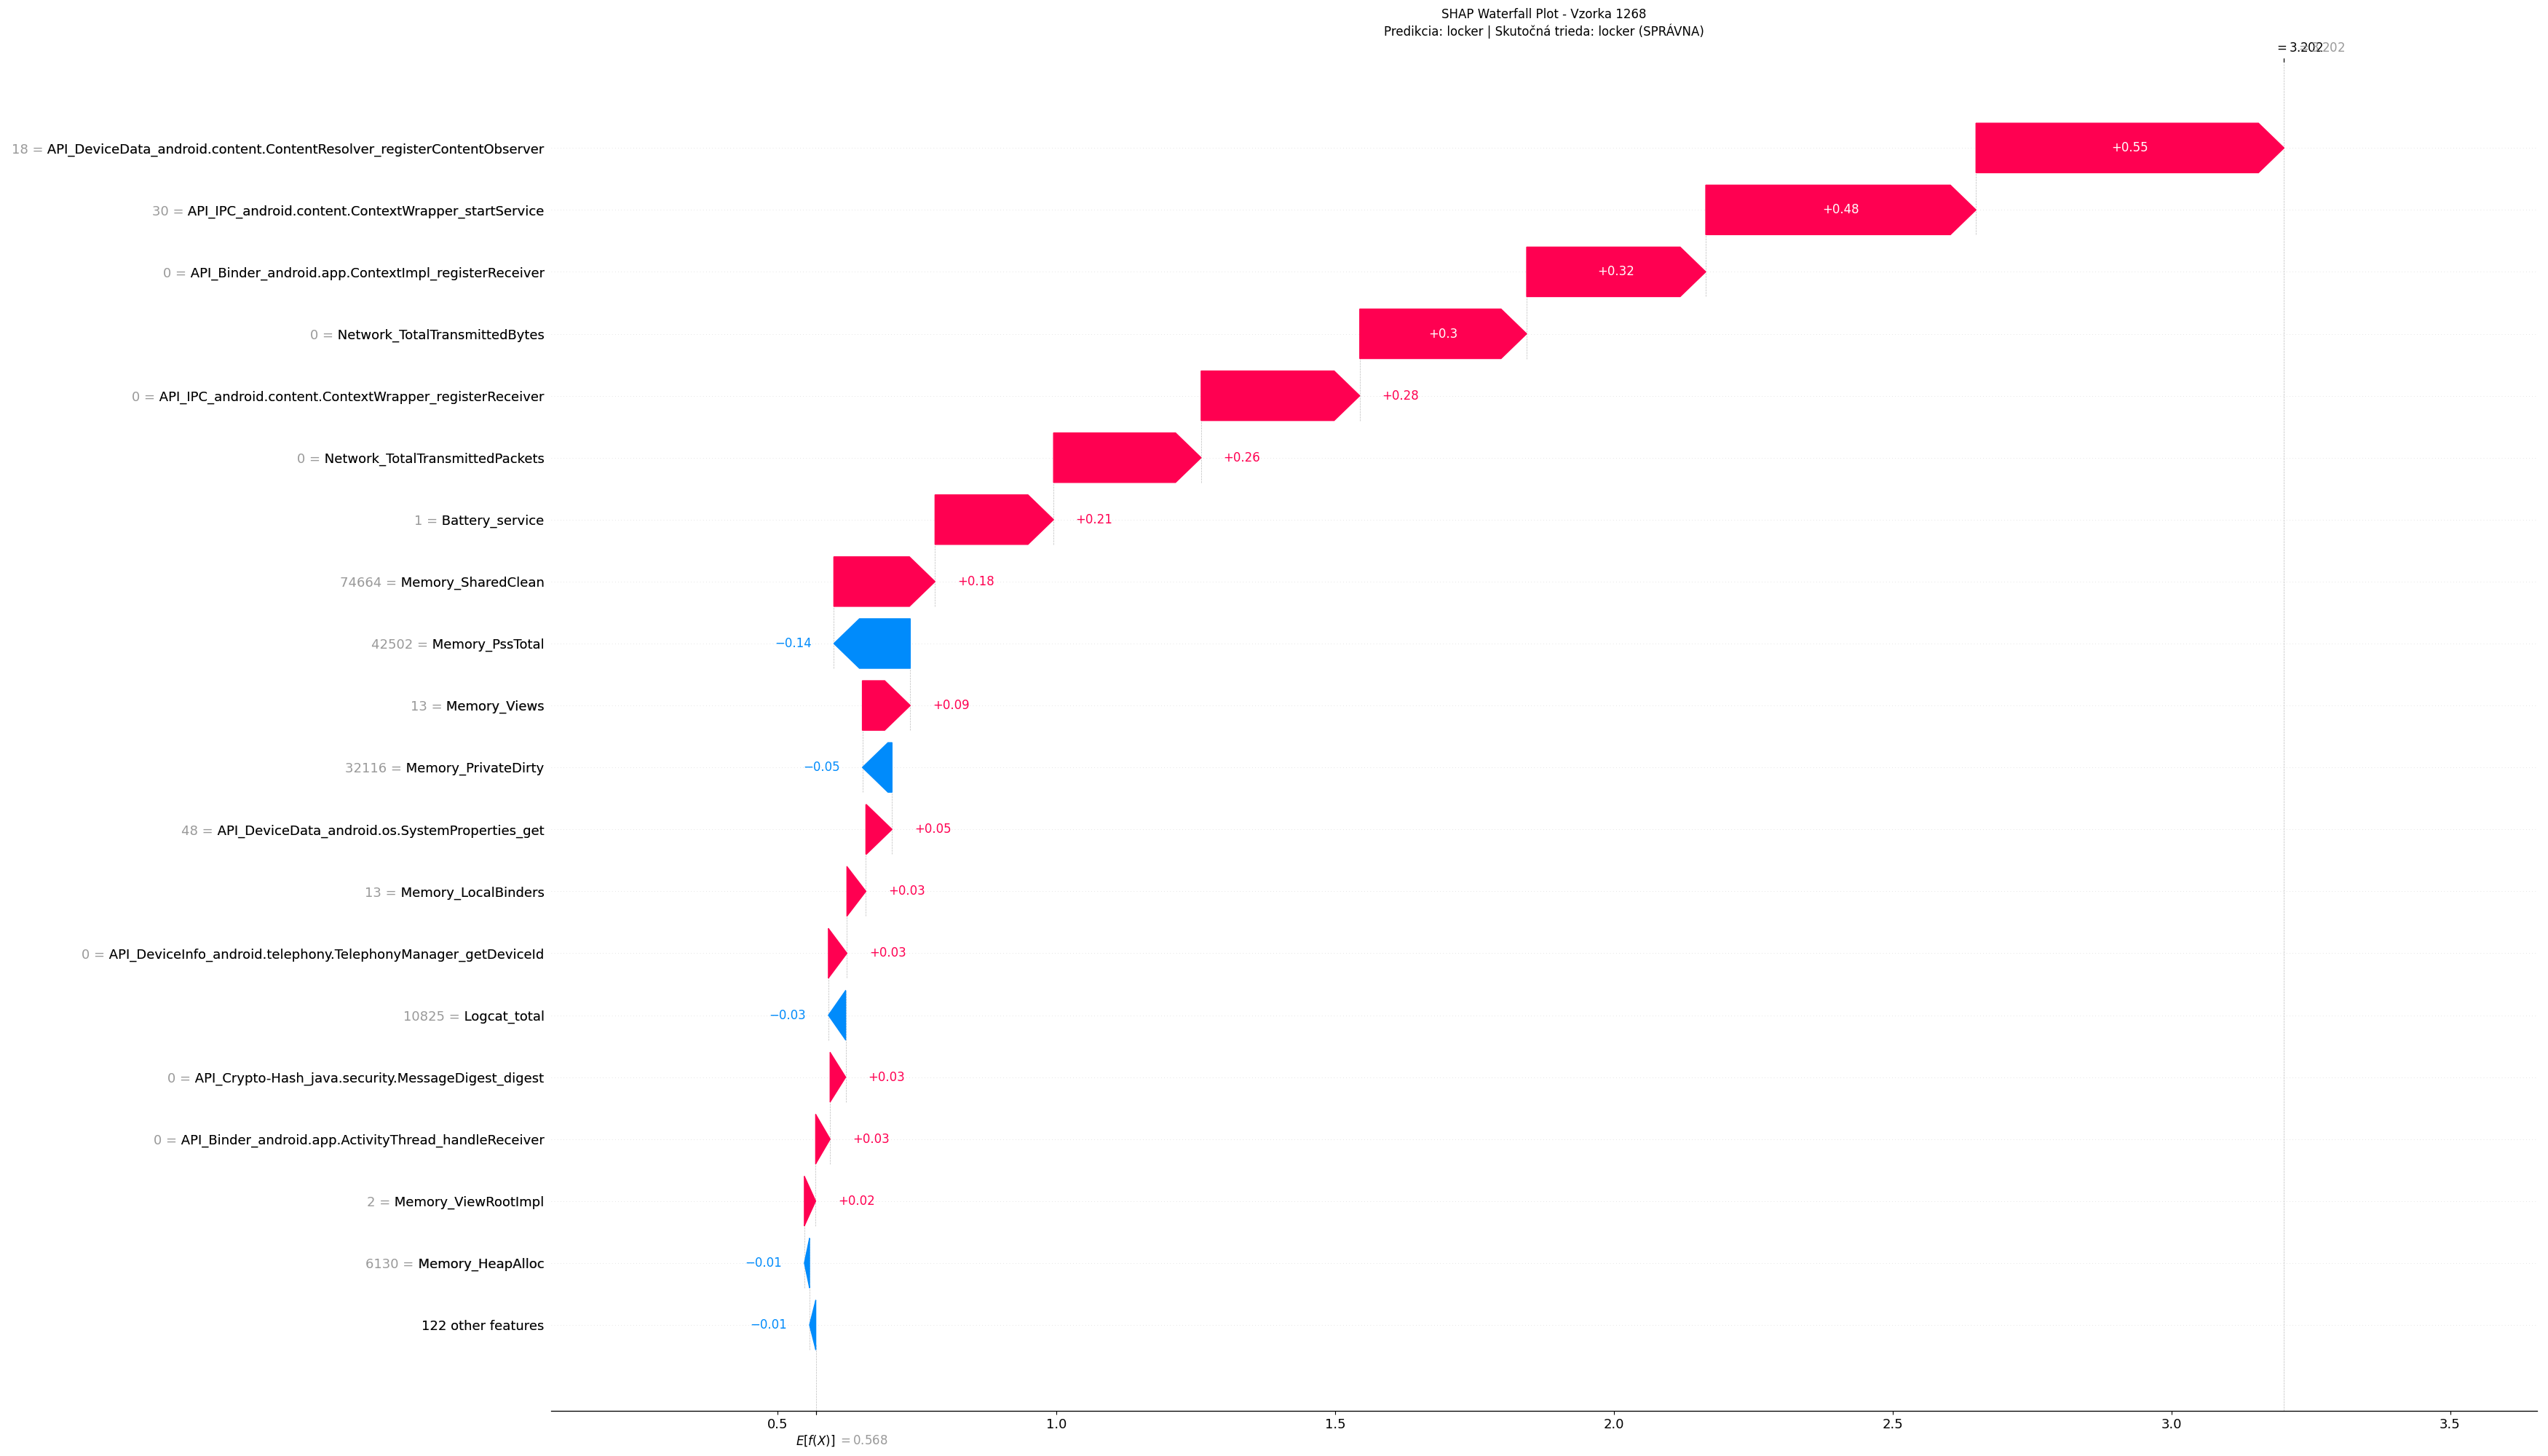 SHAP Waterfall Plot - Vzorka 1268
Predikcia: locker | Skutočná trieda: locker (SPRÁVNA)
= 3.202
18 = API_DeviceData_android.content.ContentResolver_registerContentObserver +0.55
30 = API_IPC_android.content.ContextWrapper_startService +0.48
0 = API_Binder_android.app.ContextImpl_registerReceiver +0.32
0 = Network_TotalTransmittedBytes +0.3
0 = API_IPC_android.content.ContextWrapper_registerReceiver +0.28
0 = Network_TotalTransmittedPackets +0.26
1 = Battery_service +0.21
74664 = Memory_SharedClean +0.18
42502 = Memory_PssTotal −0.14
13 = Memory_Views +0.09
32116 = Memory_PrivateDirty −0.05
48 = API_DeviceData_android.os.SystemProperties_get +0.05
13 = Memory_LocalBinders +0.03
0 = API_DeviceInfo_android.telephony.TelephonyManager_getDeviceId +0.03
10825 = Logcat_total −0.03
0 = API_Crypto-Hash_java.security.MessageDigest_digest +0.03
0 = API_Binder_android.app.ActivityThread_handleReceiver +0.03
2 = Memory_ViewRootImpl +0.02
6130 = Memory_HeapAlloc −0.01
122 other features −0.01
0.5 1.0 1.5 2.0 2.5 3.0 3.5
E[f(X)] = 0.568